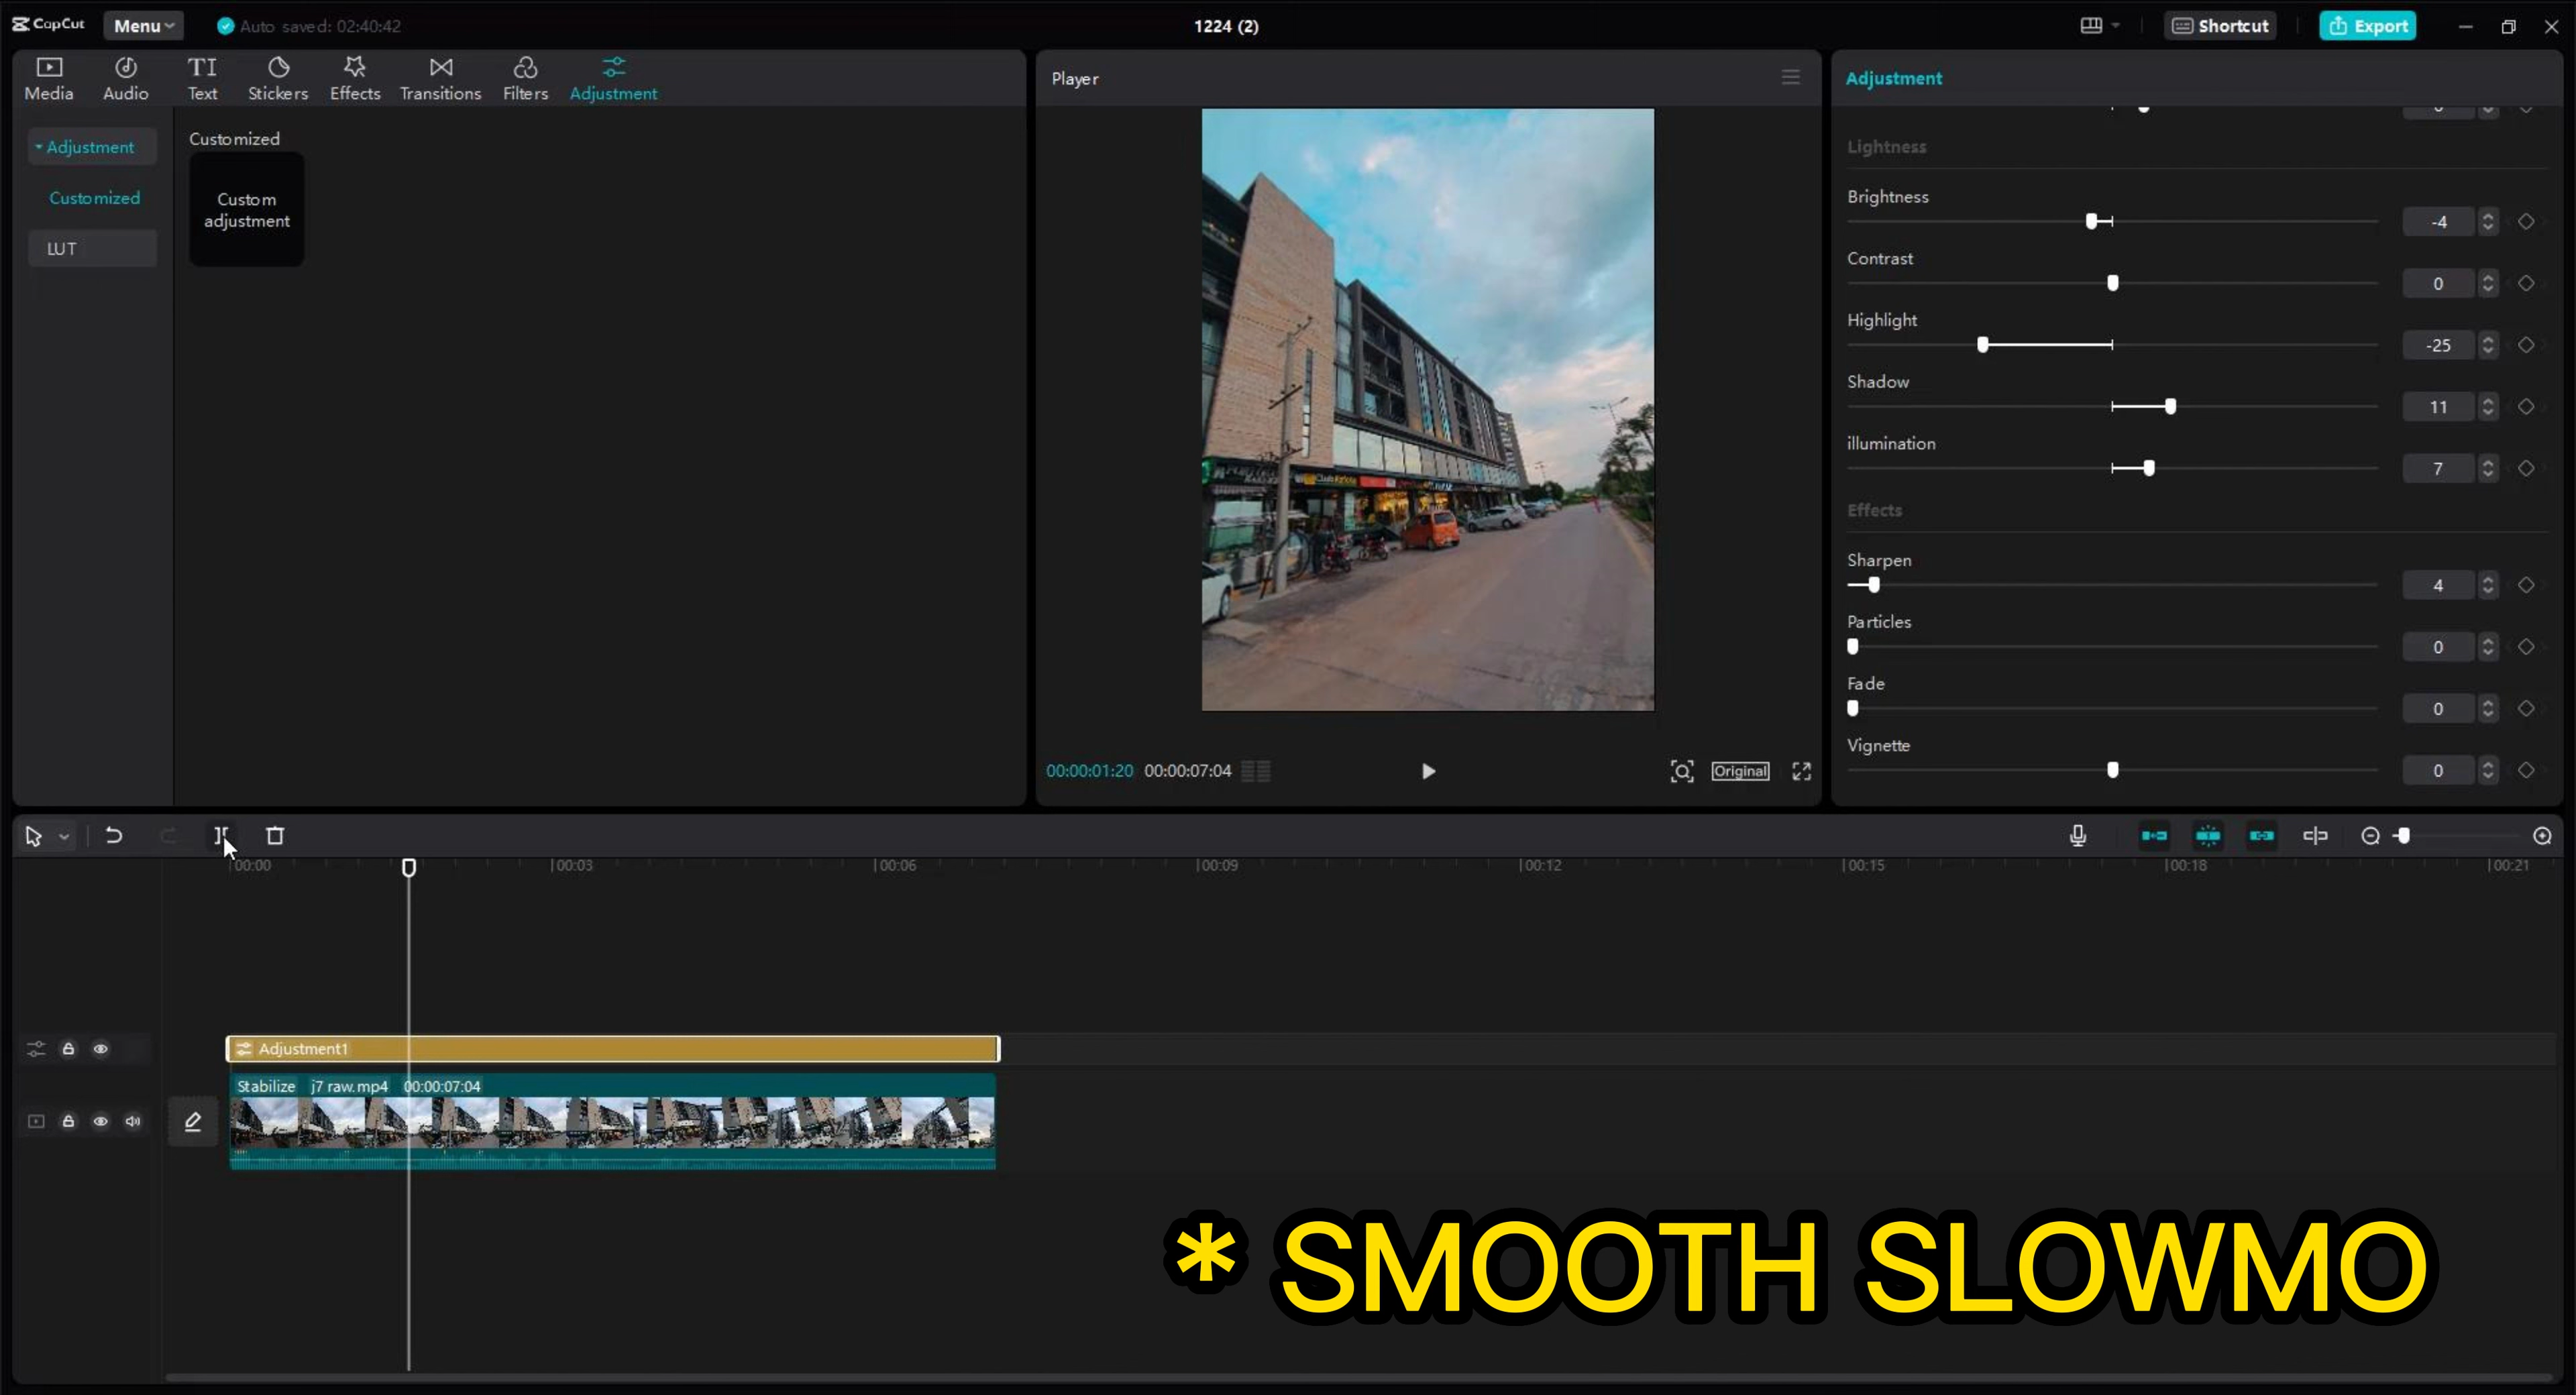 CapCut Menu Auto saved: 02:40:42 1224 (2) Shortcut Export
Media Audio Text Stickers Effects Transitions Filters Adjustment
Adjustment
Customized
LUT
Customized
Custom
adjustment
Player
00:00:01:20 00:00:07:04 Original
Adjustment
Lightness
Brightness
-4
Contrast
0
Highlight
-25
Shadow
11
illumination
7
Effects
Sharpen
4
Particles
0
Fade
0
Vignette
0
00:00 00:03 00:06 00:09 00:12 00:15 00:18 00:21
Adjustment1
Stabilize j7 raw.mp4 00:00:07:04
* SMOOTH SLOWMO